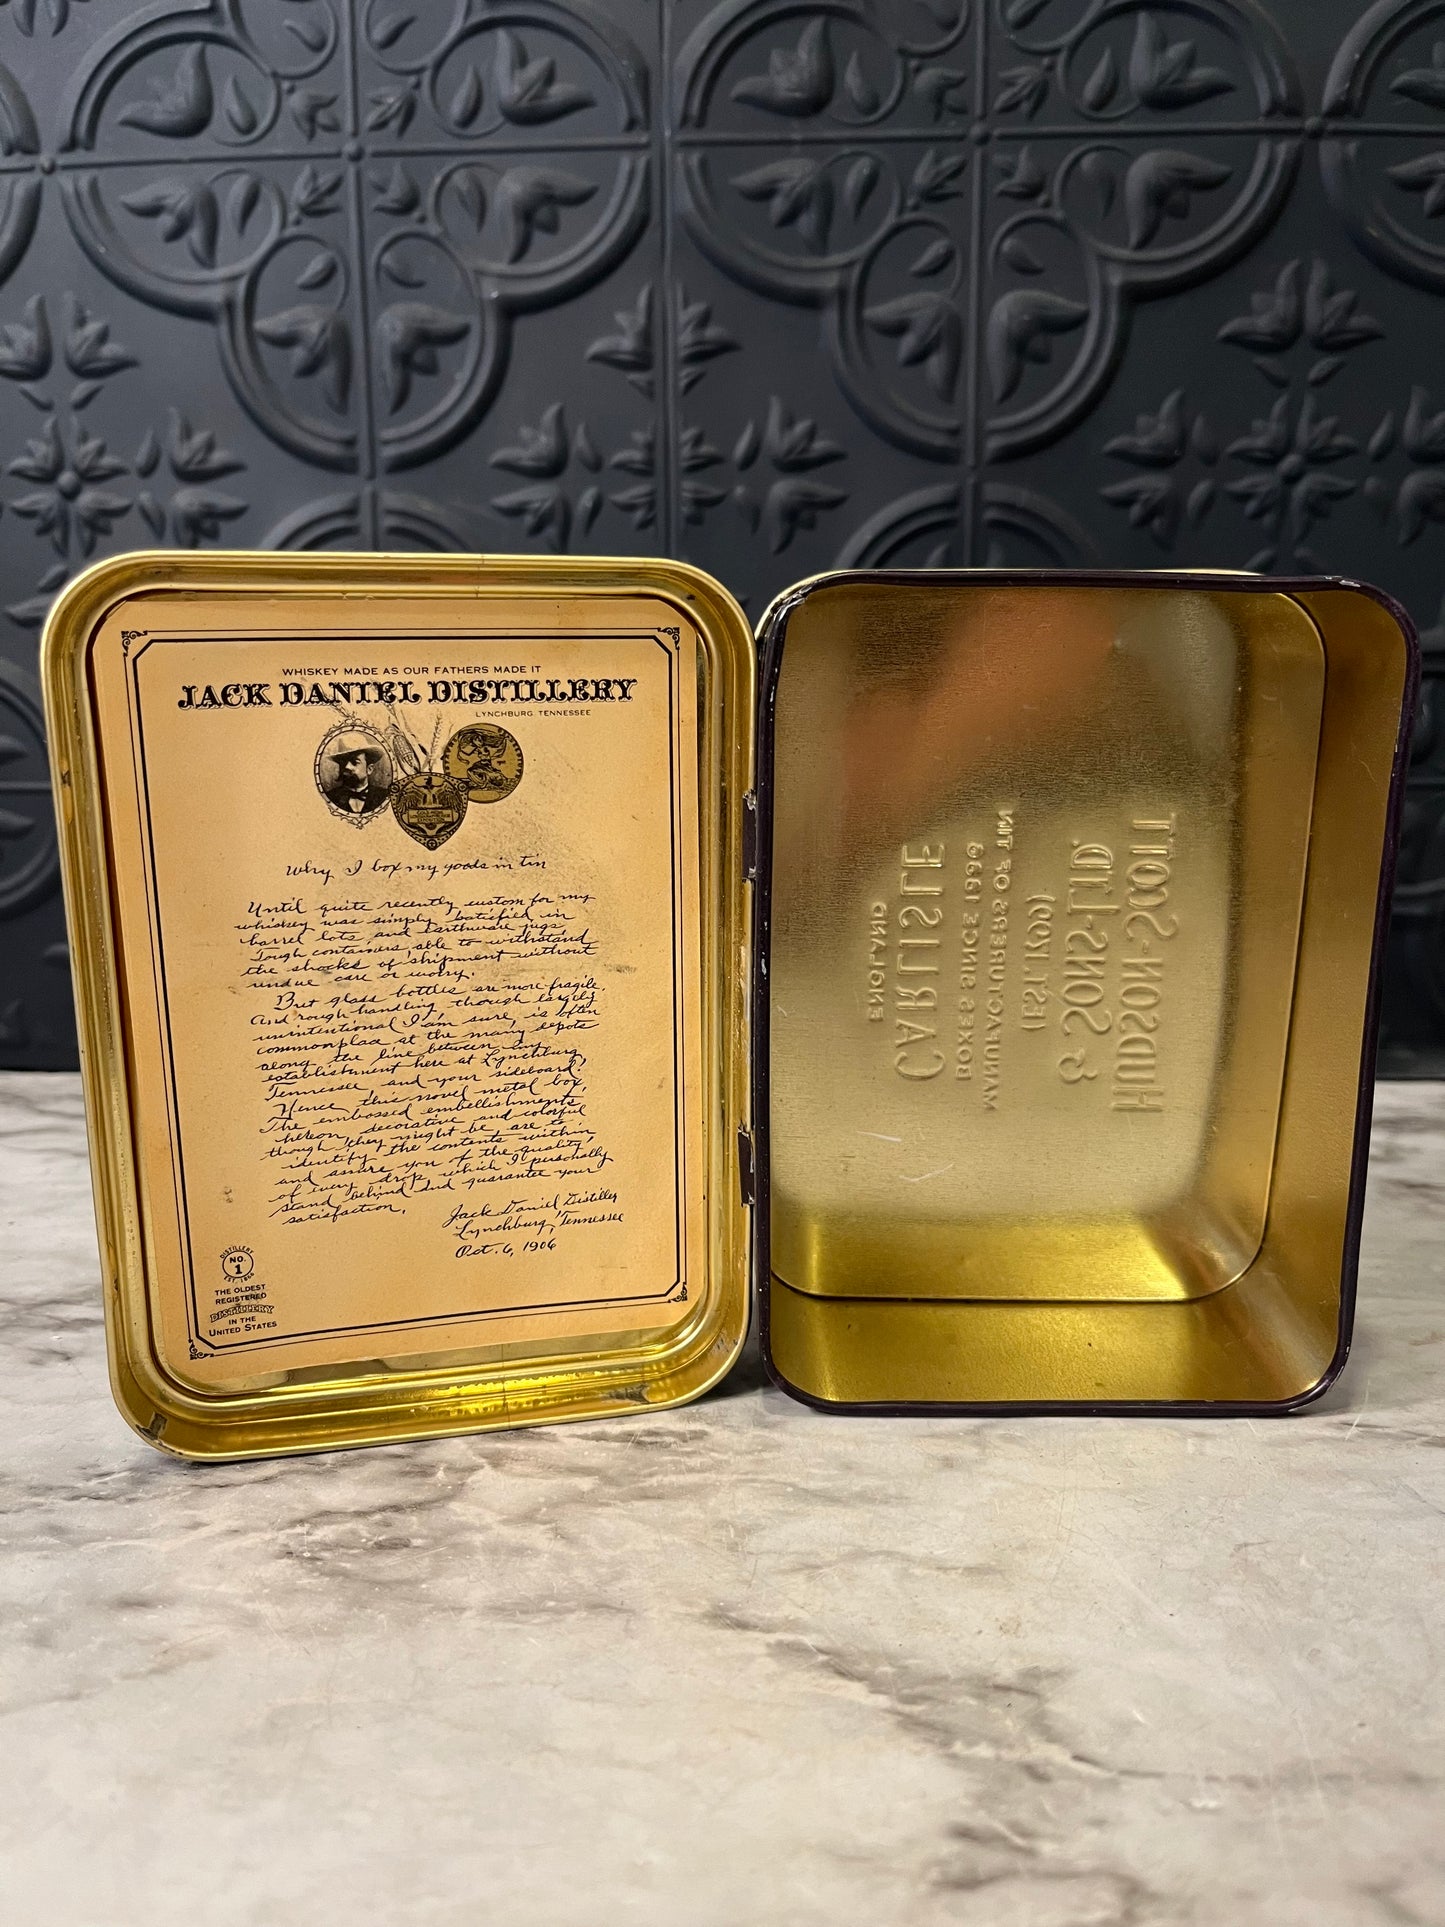 WHISKEY MADE AS OUR FATHERS MADE IT
JACK DANIEL DISTILLERY
LYNCHBURG TENNESSEE
Why I box my goods in tin
Until quite recently custom for my
whiskey was simply satisfied in
barrel lots and earthware jugs,
Tough containers able to withstand
the shocks of shipment without
undue care or worry.
But glass bottles are more fragile.
And rough handling though largely
unintentional I am sure, is often
commonplace at the many depots
along the line between my
establishment here at Lynchburg,
Tennessee, and your sideboard.
Hence this novel metal box.
The embossed embellishments
hereon, decorative and colorful
though they might be, are to
identify the contents within,
and assure you of the quality,
of every drop which I personally
stand behind and guarantee your
satisfaction.
Jack Daniel, Distiller
Lynchburg, Tennessee
Oct. 6, 1906
DISTILLERY
NO.
1
EST. 1866
THE OLDEST
REGISTERED
DISTILLERY
IN THE
UNITED STATES
HUDSON-SCOTT
& SONS LTD.
(EST 1799)
MANUFACTURERS OF TIN
BOXES SINCE 1869
CARLISLE
ENGLAND